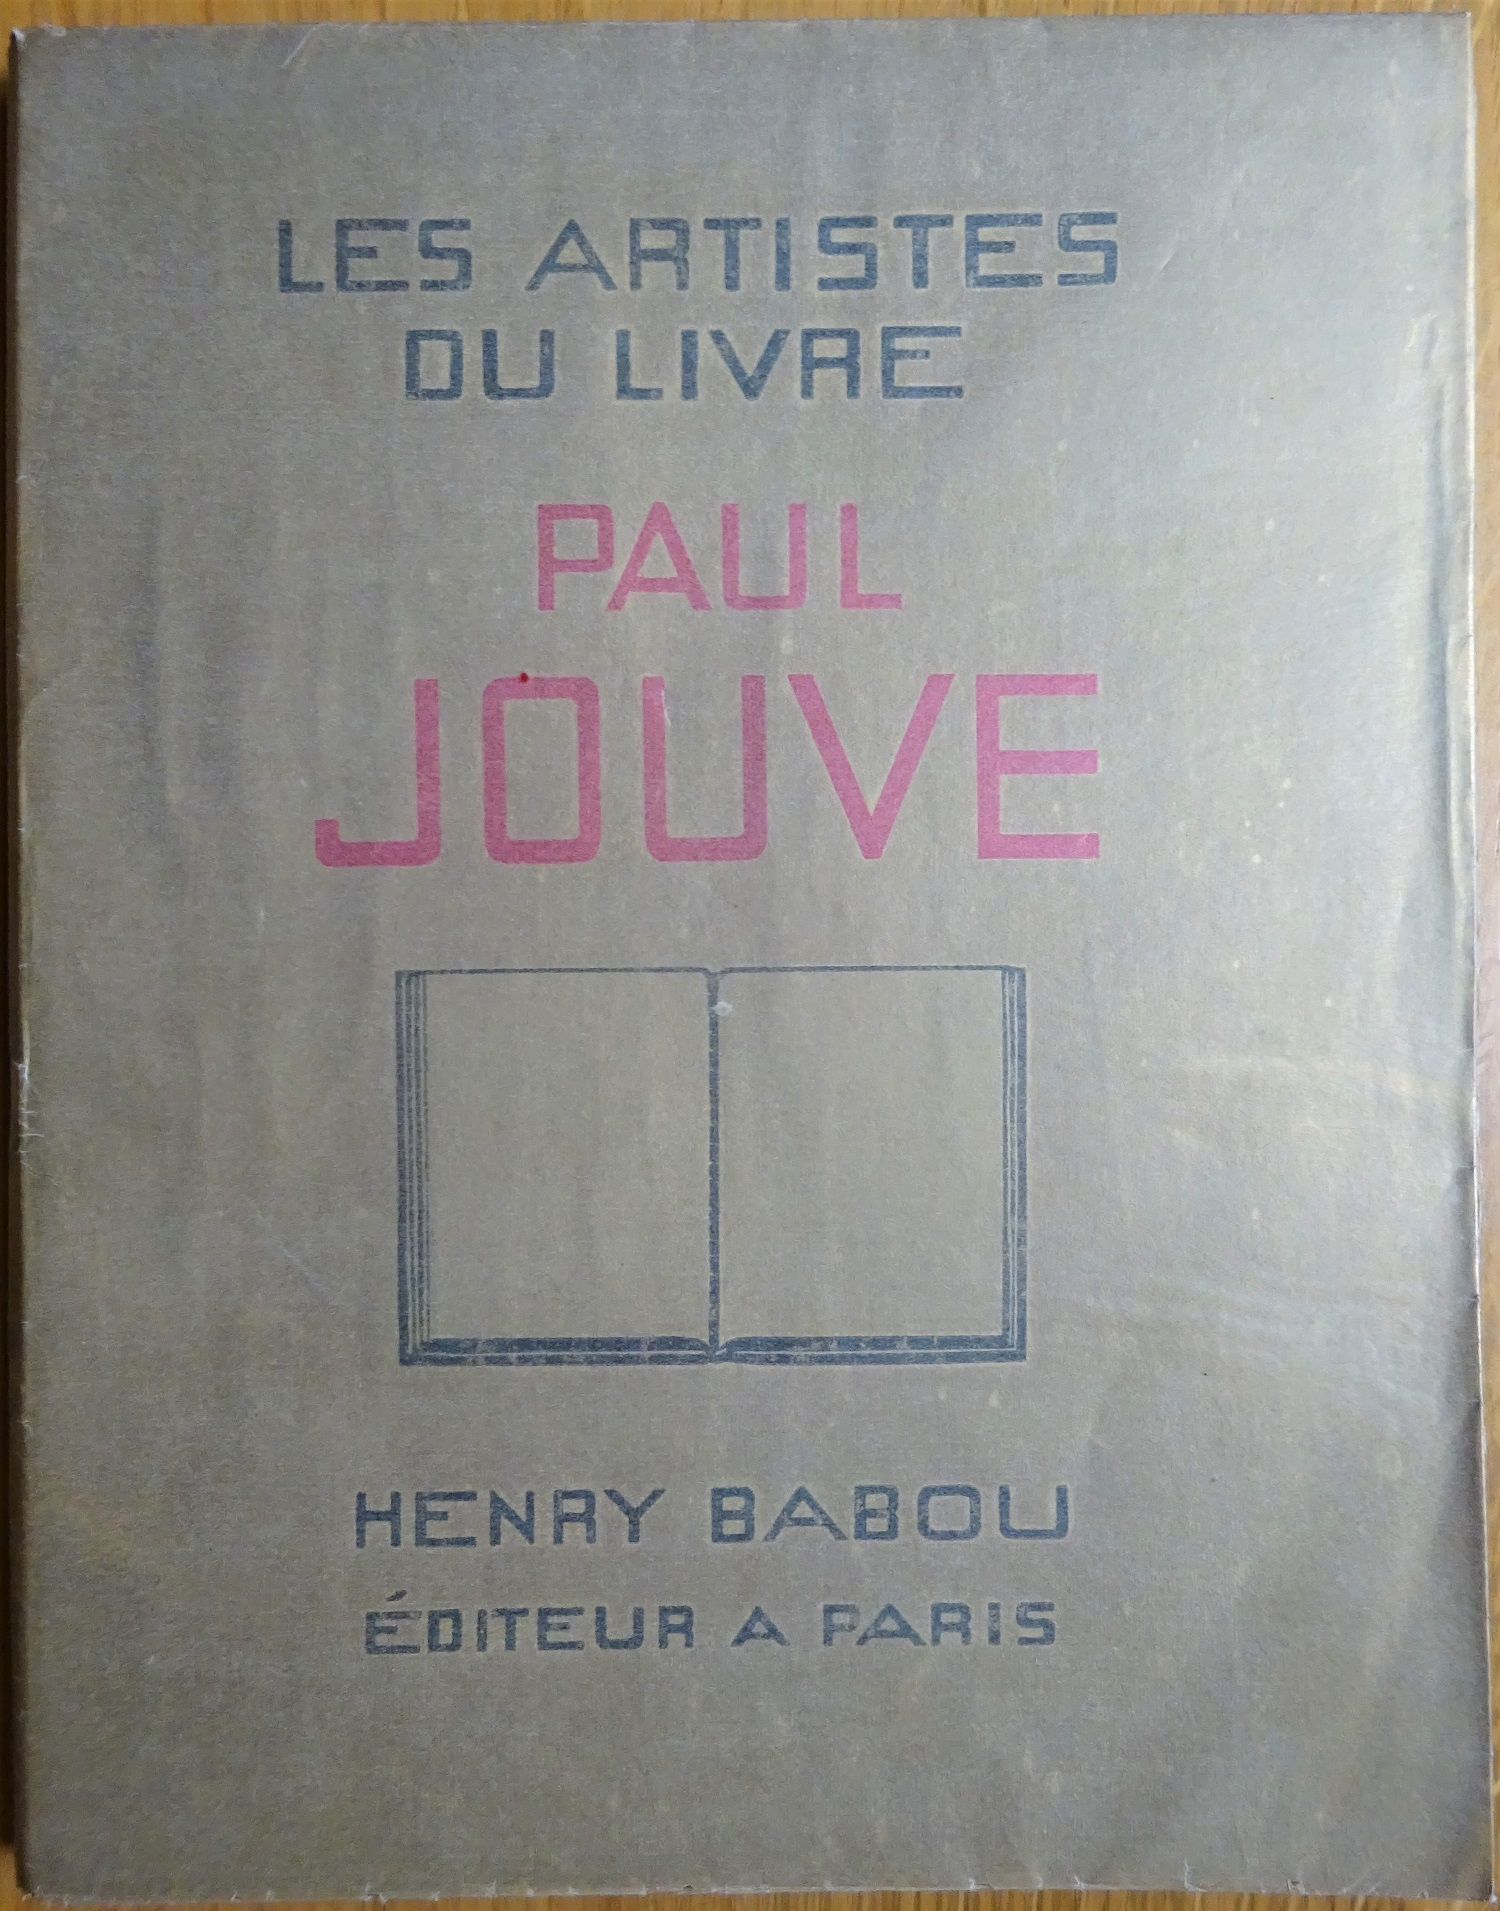 LES ARTISTES
DU LIVRE
PAUL
JOUVE
HENRY BABOU
ÉDITEUR A PARIS